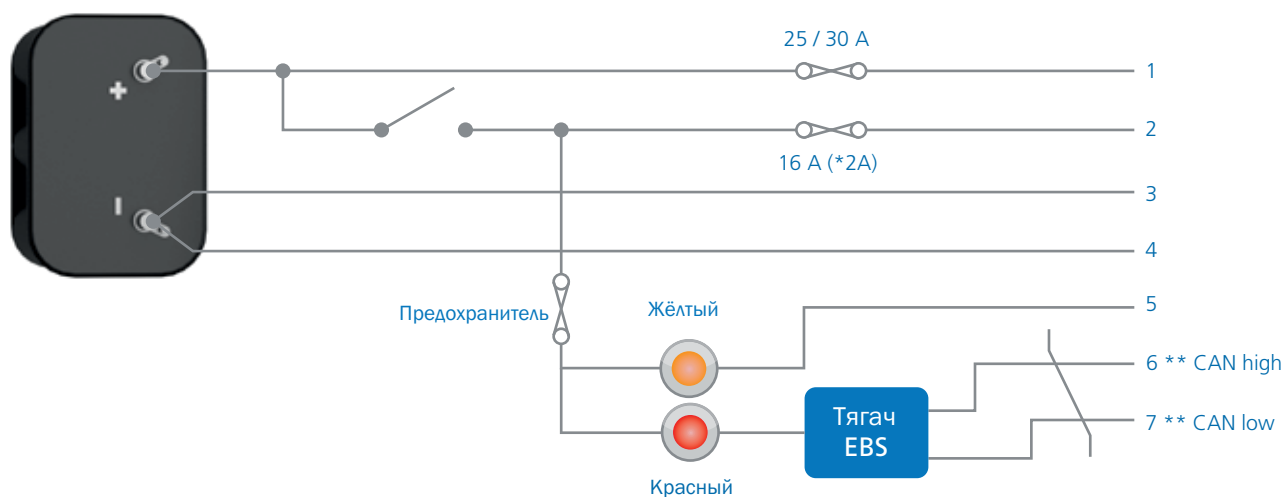 25 / 30 A
1
2
16 A (*2A)
3
4
5
Предохранитель
Жёлтый
6 ** CAN high
Тягач
EBS
7 ** CAN low
Красный